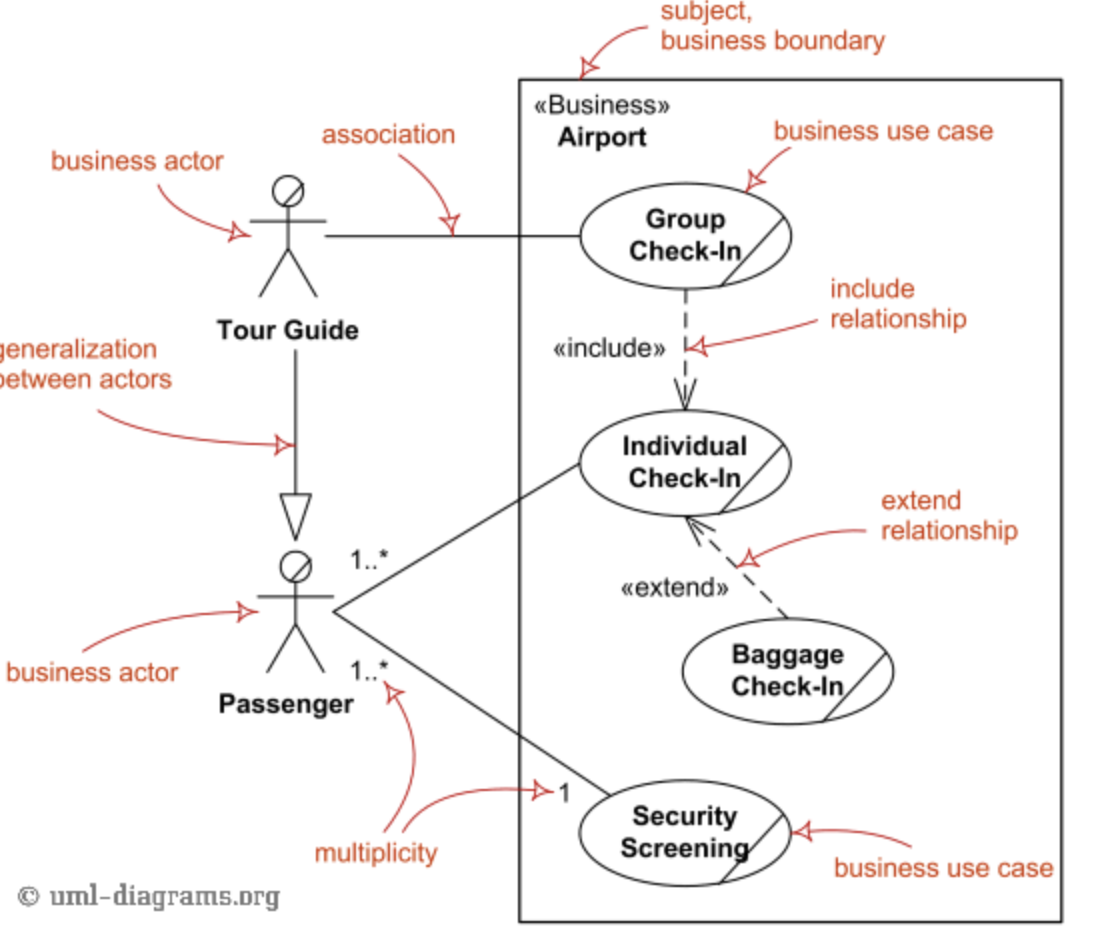 subject,
business boundary
«Business»
Airport
association
business use case
business actor
Group
Check-In
include
relationship
Tour Guide
«include»
generalization
between actors
Individual
Check-In
extend
relationship
1..*
«extend»
Baggage
Check-In
business actor
1..*
Passenger
1
Security
Screening
multiplicity
business use case
© uml-diagrams.org